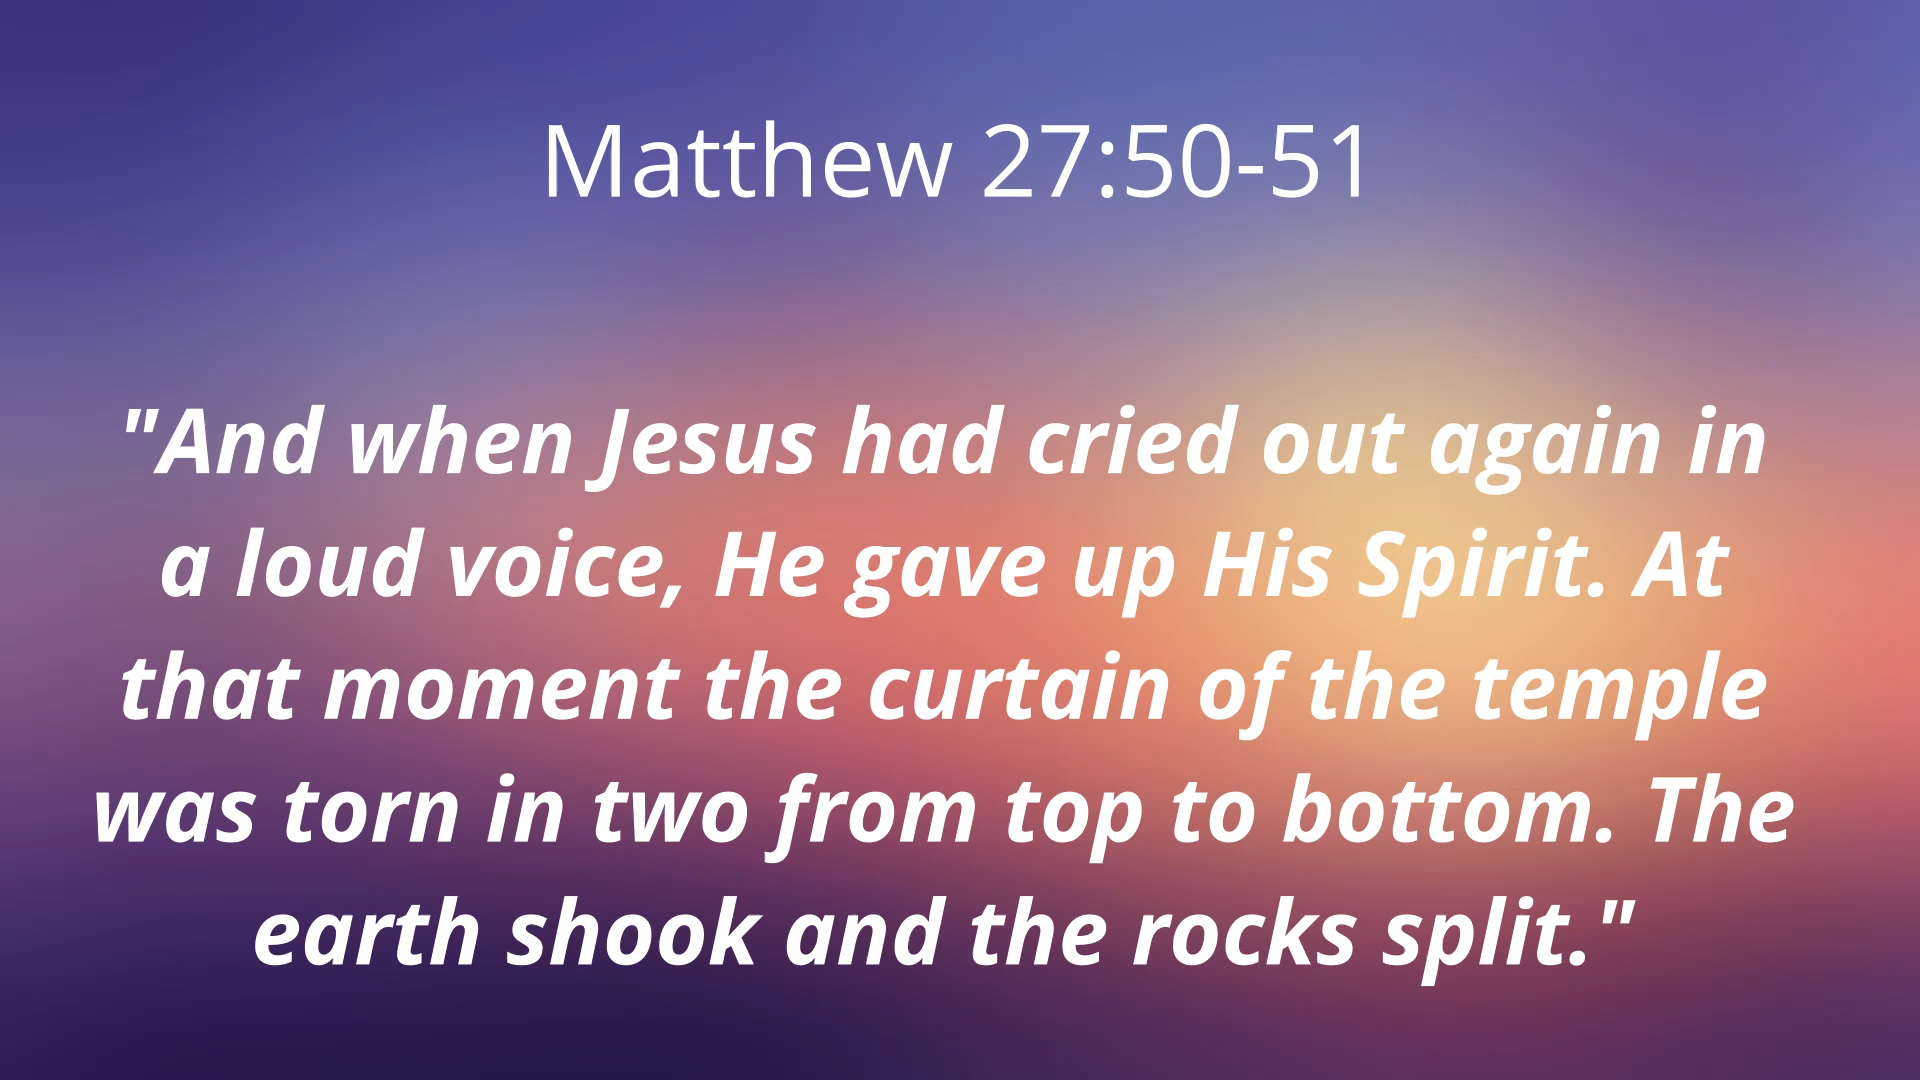 Matthew 27:50-51
"And when Jesus had cried out again in
a loud voice, He gave up His Spirit. At
that moment the curtain of the temple
was torn in two from top to bottom. The
earth shook and the rocks split."